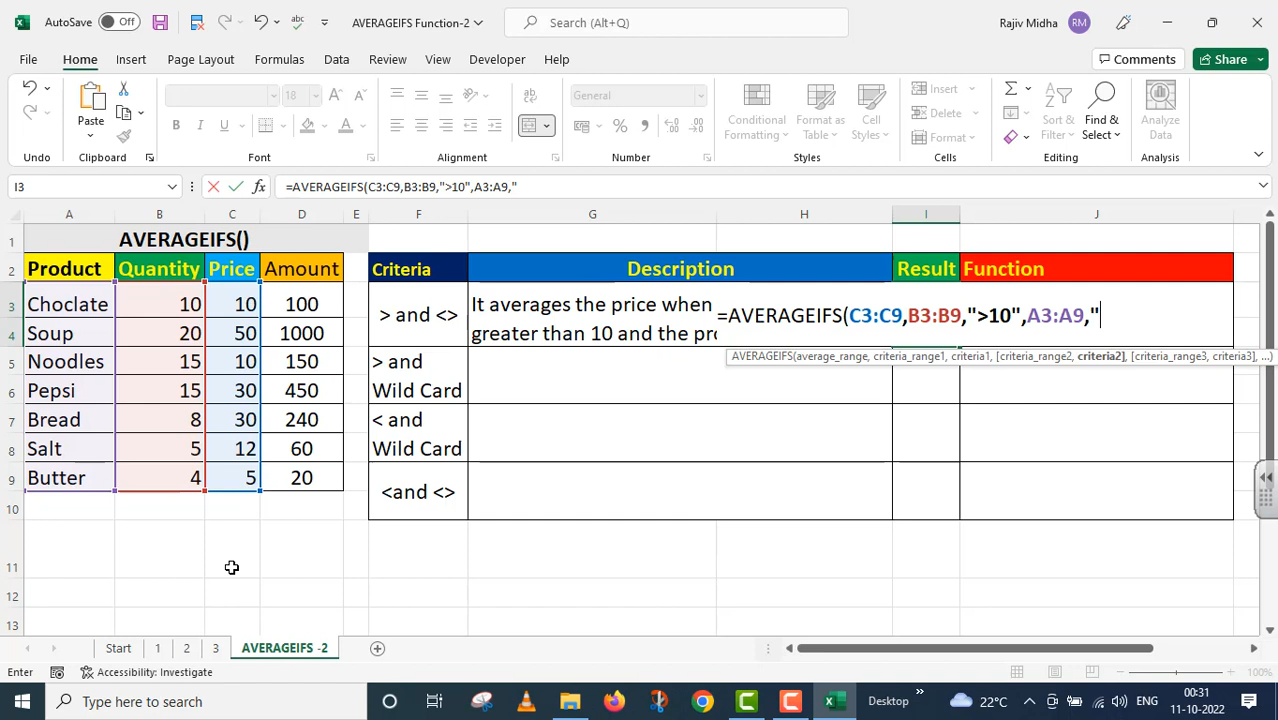 AutoSave Off AVERAGEIFS Function-2 Search (Alt+Q) Rajiv Midha RM
File Home Insert Page Layout Formulas Data Review View Developer Help Comments Share
Paste
18
General
Conditional Formatting
Format as Table
Cell Styles
Insert
Delete
Format
Sort & Filter
Find & Select
Analyze Data
Undo Clipboard Font Alignment Number Styles Cells Editing Analysis
I3 =AVERAGEIFS(C3:C9,B3:B9,">10",A3:A9,"
A B C D E F G H I J
1 AVERAGEIFS()
2 Product Quantity Price Amount Criteria Description Result Function
3 Choclate 10 10 100 > and <> It averages the price when =AVERAGEIFS(C3:C9,B3:B9,">10",A3:A9,"
4 Soup 20 50 1000 greater than 10 and the pro
AVERAGEIFS(average_range, criteria_range1, criteria1, [criteria_range2, criteria2], [criteria_range3, criteria3], ...)
5 Noodles 15 10 150 > and
6 Pepsi 15 30 450 Wild Card
7 Bread 8 30 240 < and
8 Salt 5 12 60 Wild Card
9 Butter 4 5 20 <and <>
10
11
12
13
Start 1 2 3 AVERAGEIFS -2
Enter Accessibility: Investigate 100%
Type here to search Desktop 22°C ENG 00:31
11-10-2022